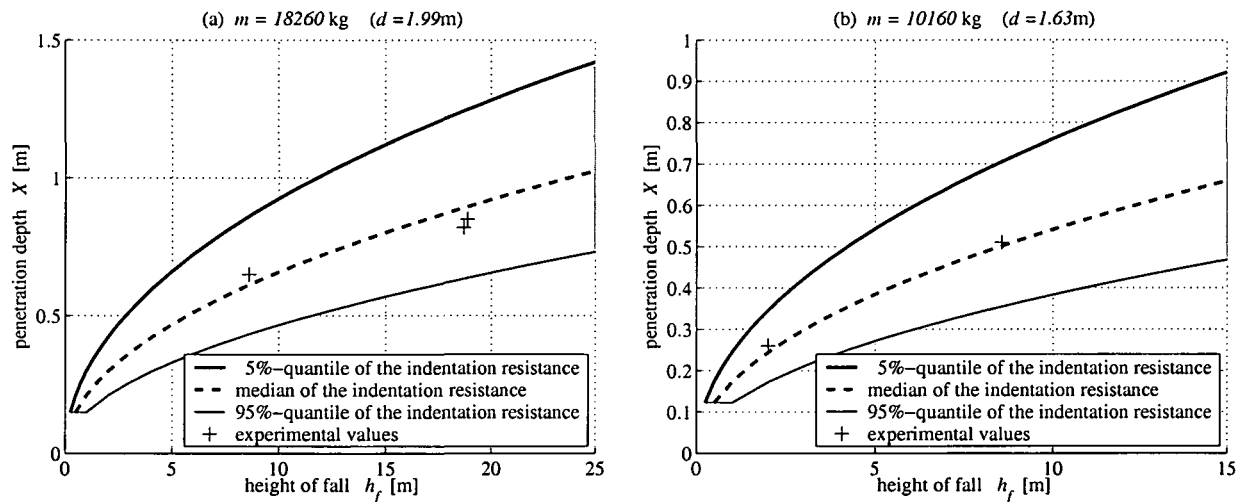 (a) m = 18260 kg (d =1.99m)
1.5
1
0.5
0
penetration depth X [m]
5%-quantile of the indentation resistance
median of the indentation resistance
95%-quantile of the indentation resistance
experimental values
0 5 10 15 20 25
height of fall h_f [m]
(b) m = 10160 kg (d =1.63m)
1
0.9
0.8
0.7
0.6
0.5
0.4
0.3
0.2
0.1
0
penetration depth X [m]
5%-quantile of the indentation resistance
median of the indentation resistance
95%-quantile of the indentation resistance
experimental values
0 5 10 15
height of fall h_f [m]